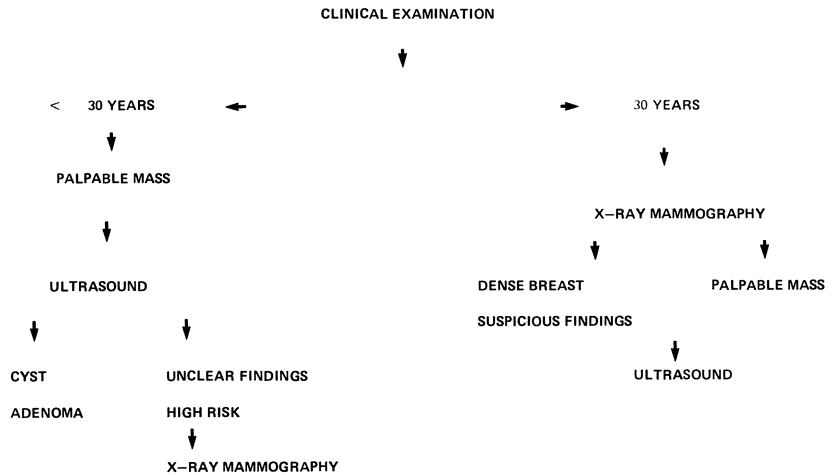 CLINICAL EXAMINATION
< 30 YEARS
30 YEARS
PALPABLE MASS
X-RAY MAMMOGRAPHY
ULTRASOUND
DENSE BREAST
PALPABLE MASS
SUSPICIOUS FINDINGS
CYST
UNCLEAR FINDINGS
ULTRASOUND
ADENOMA
HIGH RISK
X-RAY MAMMOGRAPHY